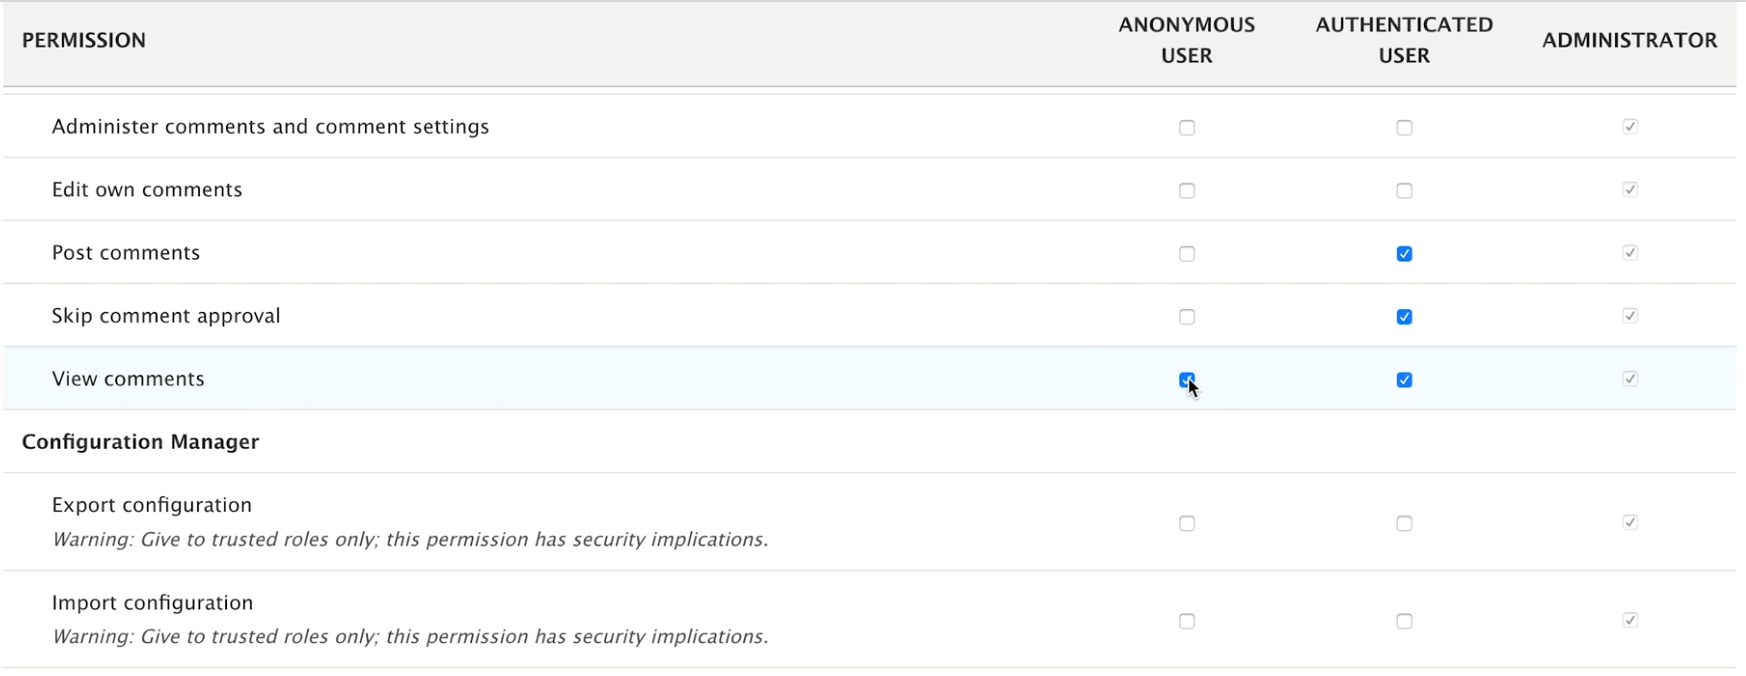 PERMISSION
ANONYMOUS
USER
AUTHENTICATED
USER
ADMINISTRATOR
Administer comments and comment settings
Edit own comments
Post comments
Skip comment approval
View comments
Configuration Manager
Export configuration
Warning: Give to trusted roles only; this permission has security implications.
Import configuration
Warning: Give to trusted roles only; this permission has security implications.